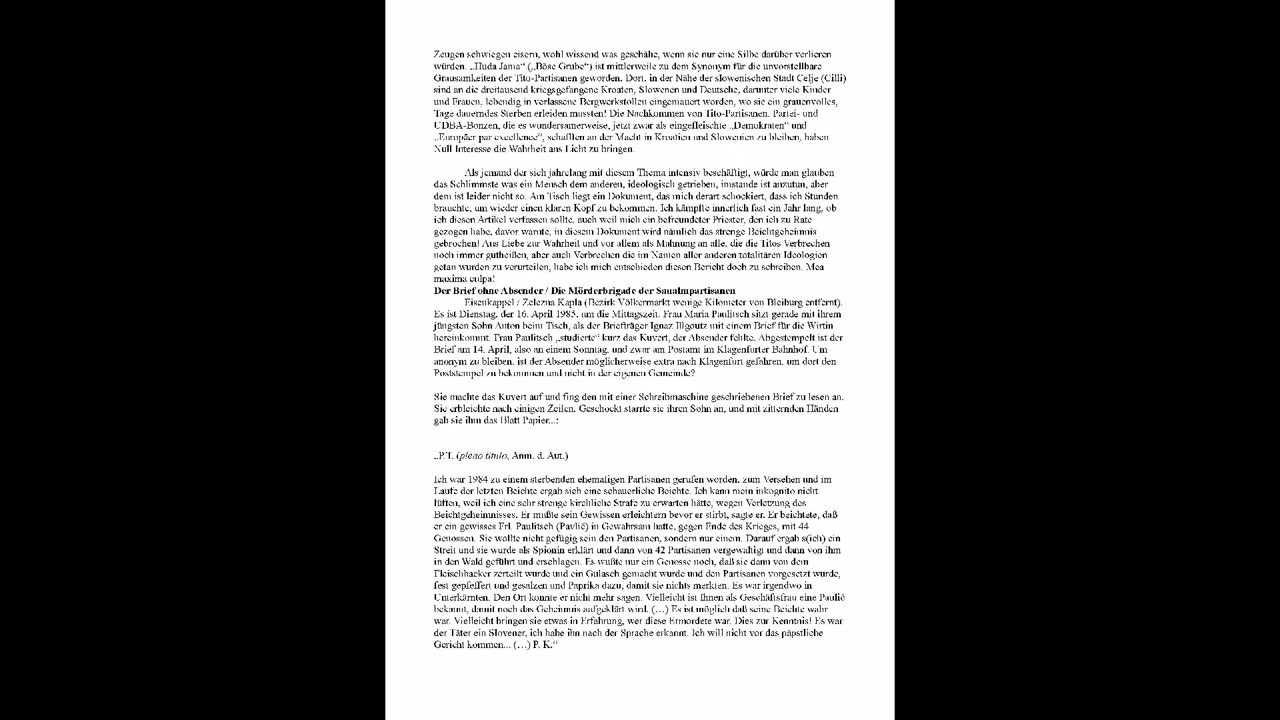 Zeugen schwiegen eisern, wohl wissend was geschähe, wenn sie nur eine Silbe darüber verlieren
würden. „Huda Jama“ („Böse Grube“) ist mittlerweile zu dem Synonym für die unvorstellbare
Grausamkeiten der Tito-Partisanen geworden. Dort, in der Nähe der slowenischen Stadt Celje (Cilli)
sind an die dreitausend kriegsgefangene Kroaten, Slowenen und Deutsche, darunter viele Kinder
und Frauen, lebendig in verlassene Bergwerkstollen eingemauert worden, wo sie ein grauenvolles,
Tage dauerndes Sterben erleiden mussten! Die Nachkommen von Tito-Partisanen, Partei- und
UDBA-Bonzen, die es wundersamerweise, jetzt zwar als eingefleischte „Demokraten“ und
„Europäer par excellence“, schafften an der Macht in Kroatien und Slowenien zu bleiben, haben
Null Interesse die Wahrheit ans Licht zu bringen.
Als jemand der sich jahrelang mit diesem Thema intensiv beschäftigt, würde man glauben
das Schlimmste was ein Mensch dem anderen, ideologisch getrieben, imstande ist anzutun, aber
dem ist leider nicht so. Am Tisch liegt ein Dokument, das mich derart schockiert, dass ich Stunden
brauchte, um wieder einen klaren Kopf zu bekommen. Ich kämpfte innerlich fast ein Jahr lang, ob
ich diesen Artikel verfassen sollte, auch weil mich ein befreundeter Priester, den ich zu Rate
gezogen habe, davor warnte, in diesem Dokument wird nämlich das strenge Beichtgeheimnis
gebrochen! Aus Liebe zur Wahrheit und vor allem als Mahnung an alle, die die Titos Verbrechen
noch immer gutheißen, aber auch Verbrechen die im Namen aller anderen totalitären Ideologien
getan wurden zu verurteilen, habe ich mich entschieden diesen Bericht doch zu schreiben. Mea
maxima culpa!
Der Brief ohne Absender / Die Mörderbrigade der Saualmpartisanen
Eisenkappel / Železna Kapla (Bezirk Völkermarkt wenige Kilometer von Bleiburg entfernt).
Es ist Dienstag, der 16. April 1985, um die Mittagszeit. Frau Maria Paulitsch sitzt gerade mit ihrem
jüngsten Sohn Anton beim Tisch, als der Briefträger Ignaz Illgoutz mit einem Brief für die Wirtin
hereinkommt. Frau Paulitsch „studierte“ kurz das Kuvert, der Absender fehlte. Abgestempelt ist der
Brief am 14. April, also an einem Sonntag, und zwar am Postamt im Klagenfurter Bahnhof. Um
anonym zu bleiben, ist der Absender möglicherweise extra nach Klagenfurt gefahren, um dort den
Poststempel zu bekommen und nicht in der eigenen Gemeinde?
Sie machte das Kuvert auf und fing den mit einer Schreibmaschine geschriebenen Brief zu lesen an.
Sie erbleichte nach einigen Zeilen. Geschockt starrte sie ihren Sohn an, und mit zitternden Händen
gab sie ihm das Blatt Papier...:
„P.T. (pleno titulo, Anm. d. Aut.)
Ich war 1984 zu einem sterbenden ehemaligen Partisanen gerufen worden, zum Versehen und im
Laufe der letzten Beichte ergab sich eine schauerliche Beichte. Ich kann mein inkognito nicht
lüften, weil ich eine sehr strenge kirchliche Strafe zu erwarten hätte, wegen Verletzung des
Beichtgeheimnisses. Er mußte sein Gewissen erleichtern bevor er stirbt, sagte er. Er beichtete, daß
er ein gewisses Frl. Paulitsch (Pavlič) in Gewahrsam hatte, gegen Ende des Krieges, mit 44
Genossen. Sie wollte nicht gefügig sein den Partisanen, sondern nur einem. Darauf ergab s(ich) ein
Streit und sie wurde als Spionin erklärt und dann von 42 Partisanen vergewaltigt und dann von ihm
in den Wald geführt und erschlagen. Es wußte nur ein Genosse noch, daß sie dann von dem
Fleischhacker zerteilt wurde und ein Gulasch gemacht wurde und den Partisanen vorgesetzt wurde,
fest gepfeffert und gesalzen und Paprika dazu, damit sie nichts merkten. Es war irgendwo in
Unterkärnten. Den Ort konnte er nicht mehr sagen. Vielleicht ist Ihnen als Geschäftsfrau eine Paulič
bekannt, damit noch das Geheimnis aufgeklärt wird. (…) Es ist möglich daß seine Beichte wahr
war. Vielleicht bringen sie etwas in Erfahrung, wer diese Ermordete war. Dies zur Kenntnis! Es war
der Täter ein Slovener, ich habe ihn nach der Sprache erkannt. Ich will nicht vor das päpstliche
Gericht kommen... (…) P. K.“